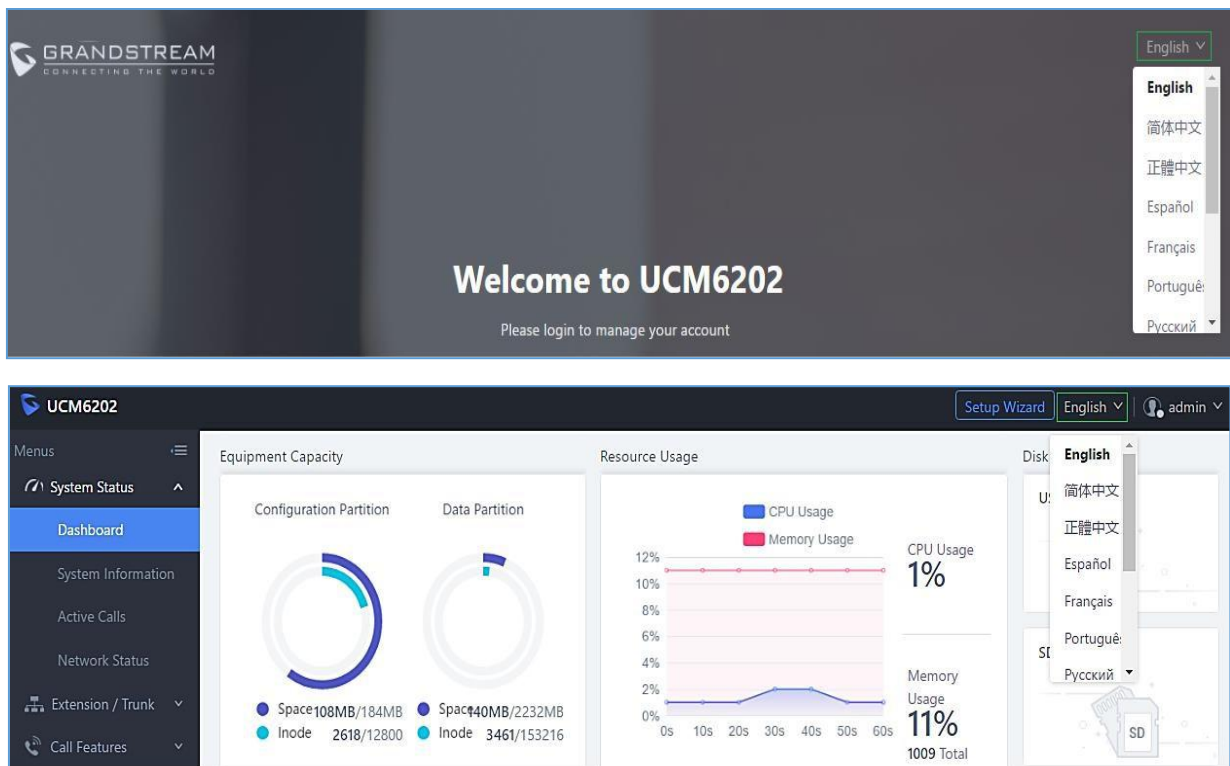 GRANDSTREAM
CONNECTING THE WORLD
English
English
简体中文
正體中文
Español
Français
Português
Русский
Welcome to UCM6202
Please login to manage your account
UCM6202
Setup Wizard
English
admin
Menus
System Status
Dashboard
System Information
Active Calls
Network Status
Extension / Trunk
Call Features
Equipment Capacity
Configuration Partition
Data Partition
Space 108MB/184MB
Inode 2618/12800
Space 140MB/2232MB
Inode 3461/153216
Resource Usage
CPU Usage
Memory Usage
12%
10%
8%
6%
4%
2%
0%
0s 10s 20s 30s 40s 50s 60s
CPU Usage
1%
Memory
Usage
11%
1009 Total
Disk
English
简体中文
正體中文
Español
Français
Português
Русский
SD